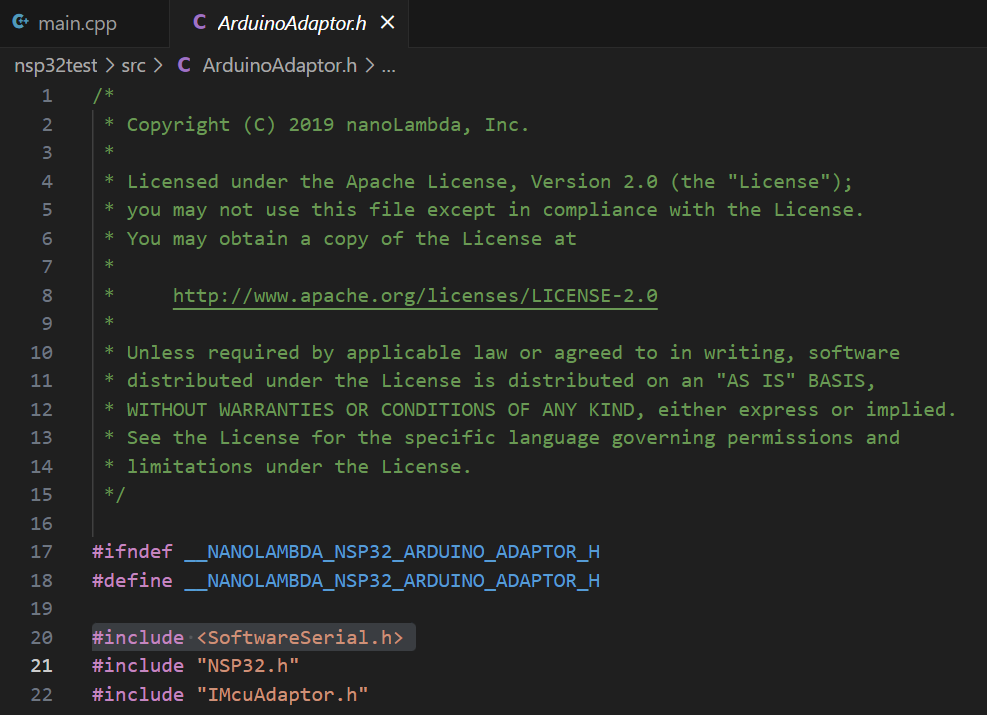 main.cpp
ArduinoAdaptor.h
nsp32test > src > C ArduinoAdaptor.h > ...
1 /*
2 * Copyright (C) 2019 nanoLambda, Inc.
3 *
4 * Licensed under the Apache License, Version 2.0 (the "License");
5 * you may not use this file except in compliance with the License.
6 * You may obtain a copy of the License at
7 *
8 * http://www.apache.org/licenses/LICENSE-2.0
9 *
10 * Unless required by applicable law or agreed to in writing, software
11 * distributed under the License is distributed on an "AS IS" BASIS,
12 * WITHOUT WARRANTIES OR CONDITIONS OF ANY KIND, either express or implied.
13 * See the License for the specific language governing permissions and
14 * limitations under the License.
15 */
16
17 #ifndef __NANOLAMBDA_NSP32_ARDUINO_ADAPTOR_H
18 #define __NANOLAMBDA_NSP32_ARDUINO_ADAPTOR_H
19
20 #include <SoftwareSerial.h>
21 #include "NSP32.h"
22 #include "IMcuAdaptor.h"